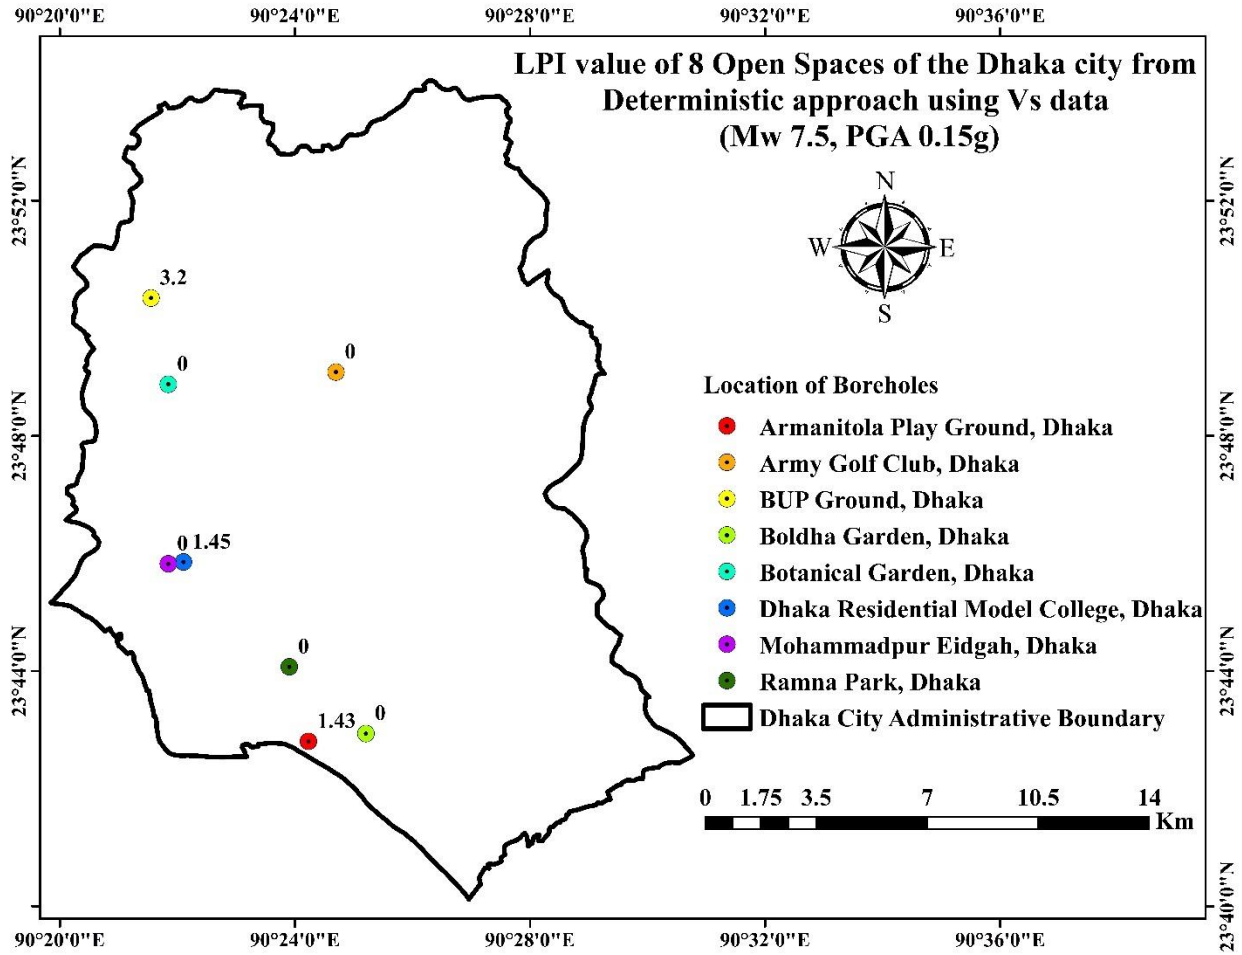 90°20'0"E 90°24'0"E 90°28'0"E 90°32'0"E 90°36'0"E
LPI value of 8 Open Spaces of the Dhaka city from
Deterministic approach using Vs data
(Mw 7.5, PGA 0.15g)
N
W E
S
23°52'0"N 23°52'0"N
3.2
0
0
23°48'0"N 23°48'0"N
0 1.45
0
23°44'0"N 23°44'0"N
1.43 0
Location of Boreholes
Armanitola Play Ground, Dhaka
Army Golf Club, Dhaka
BUP Ground, Dhaka
Boldha Garden, Dhaka
Botanical Garden, Dhaka
Dhaka Residential Model College, Dhaka
Mohammadpur Eidgah, Dhaka
Ramna Park, Dhaka
Dhaka City Administrative Boundary
0 1.75 3.5 7 10.5 14
Km
23°40'0"N
90°20'0"E 90°24'0"E 90°28'0"E 90°32'0"E 90°36'0"E